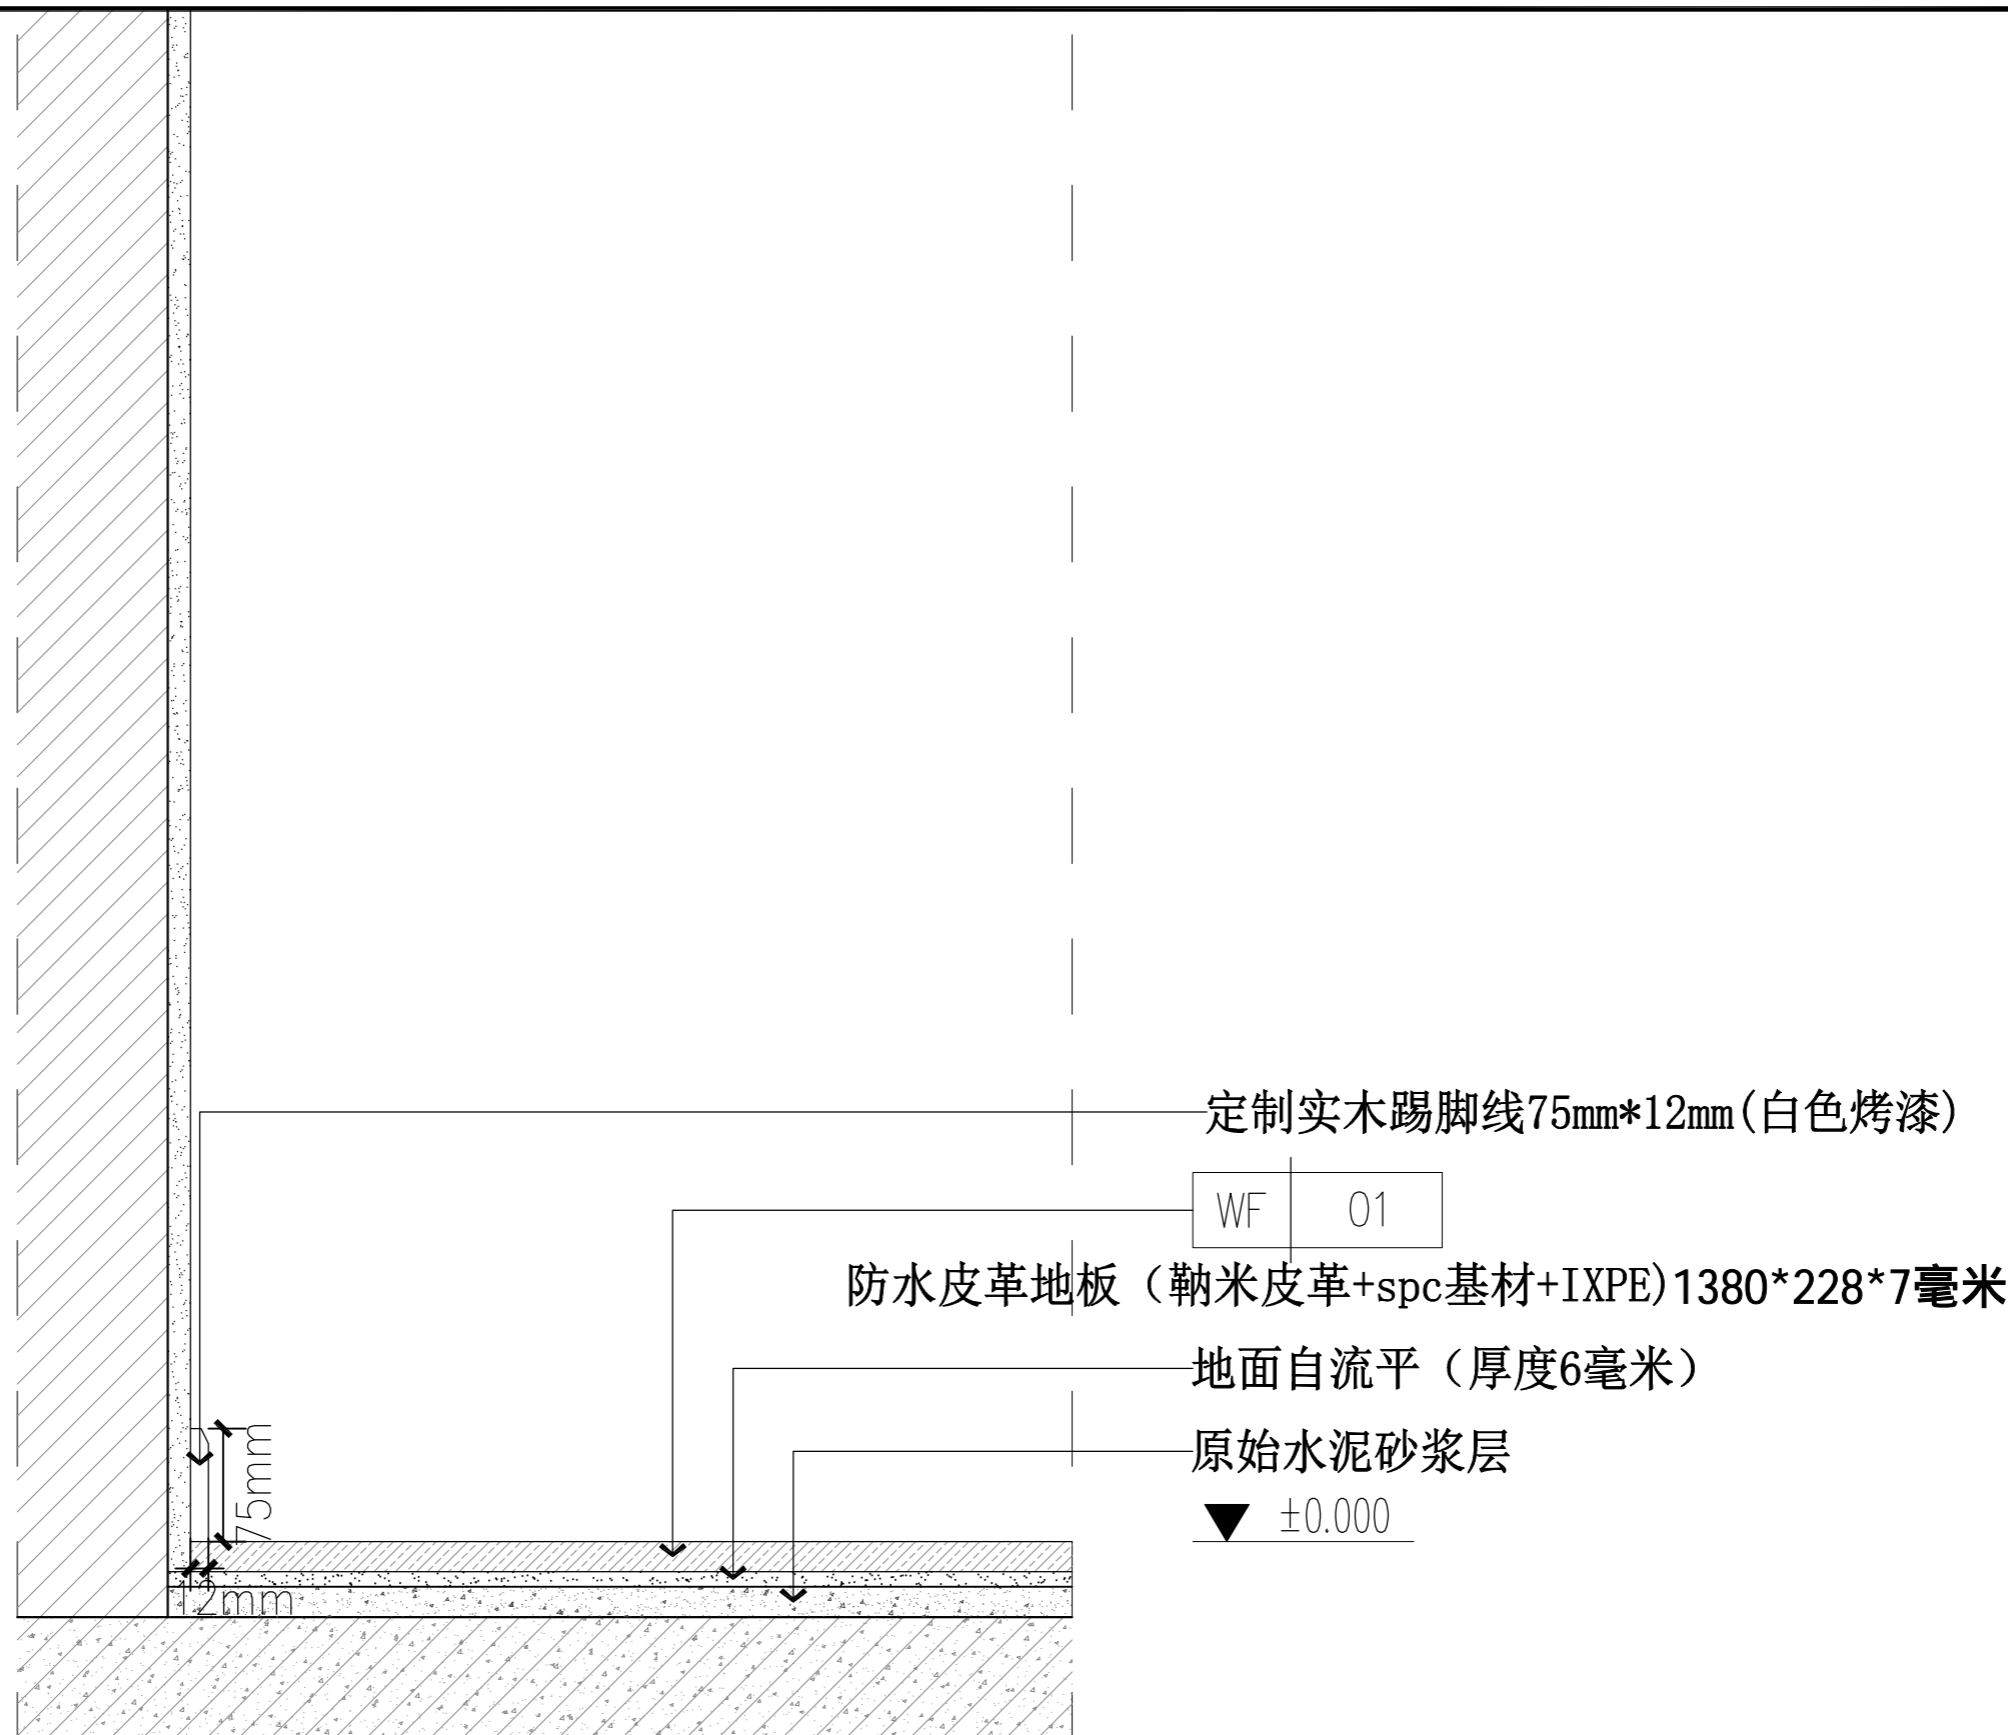 定制实木踢脚线75mm*12mm(白色烤漆)
WF 01
防水皮革地板（鞆米皮革+spc基材+IXPE)1380*228*7毫米
地面自流平（厚度6毫米）
原始水泥砂浆层
±0.000
75mm
12mm